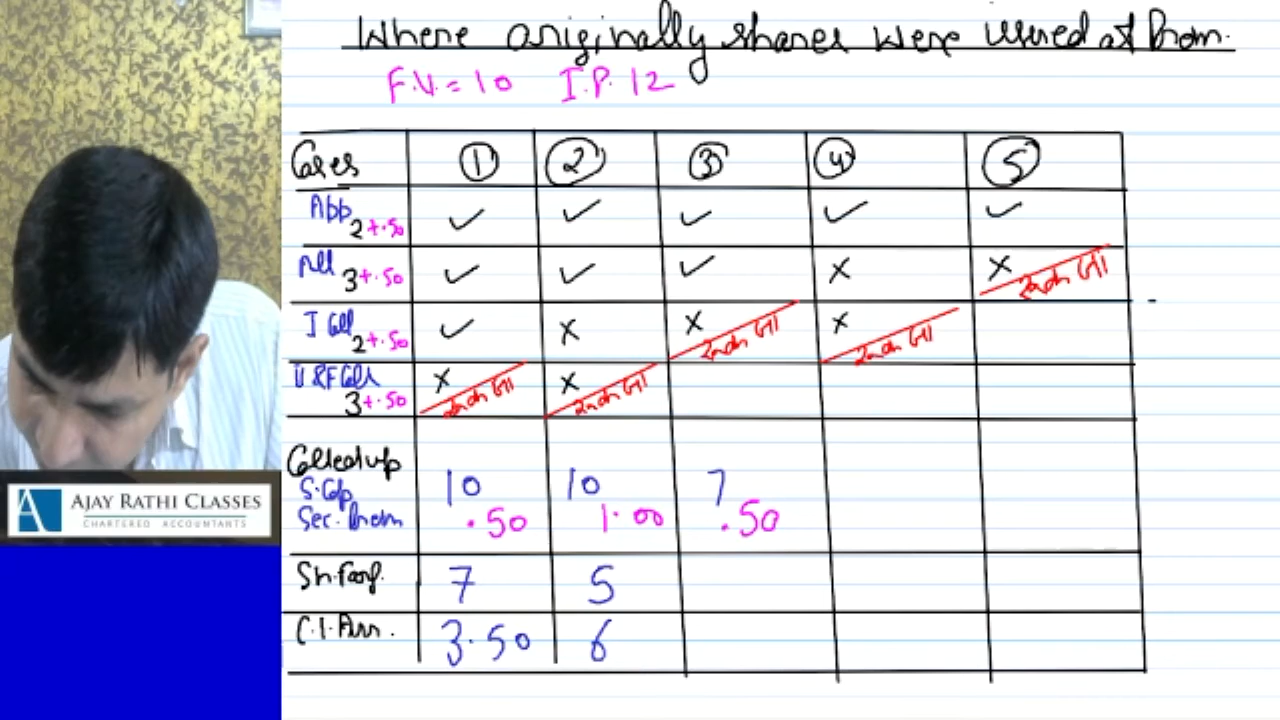 Where originally shares were issued at Prem.
F.V. = 10 I.P. 12
Cases ① ② ③ ④ ⑤
App 2+.50 ✓ ✓ ✓ ✓ ✓
All 3+.50 ✓ ✓ ✓ × ×
I Call 2+.50 ✓ × × ×
II & F Call 3+.50 × ×
Called up
S. Cap 10 10 7
Sec. Prem .50 1.00 .50
Sh. Forf. 7 5
C.I. Arr. 3.50 6
AJAY RATHI CLASSES
CHARTERED ACCOUNTANTS